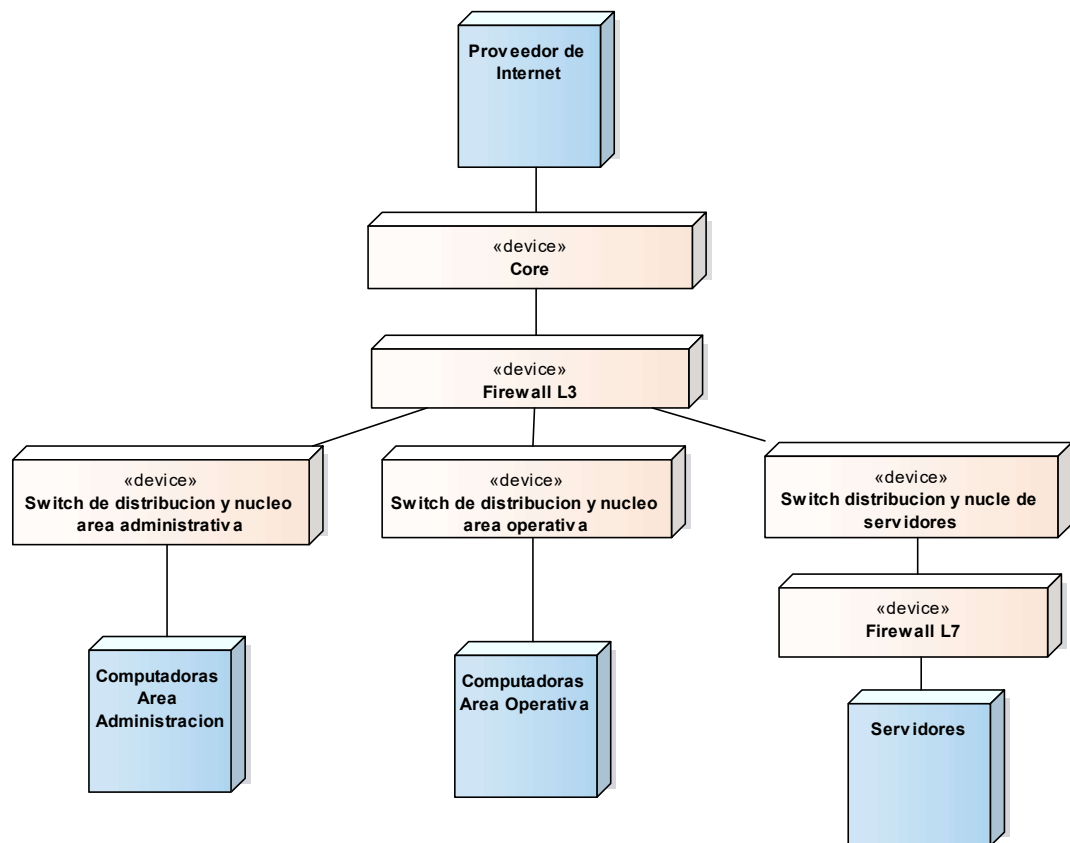 Proveedor de
Internet
«device»
Core
«device»
Firewall L3
«device»
Switch de distribucion y nucleo
area administrativa
«device»
Switch de distribucion y nucleo
area operativa
«device»
Switch distribucion y nucle de
servidores
«device»
Firewall L7
Computadoras
Area
Administracion
Computadoras
Area Operativa
Servidores